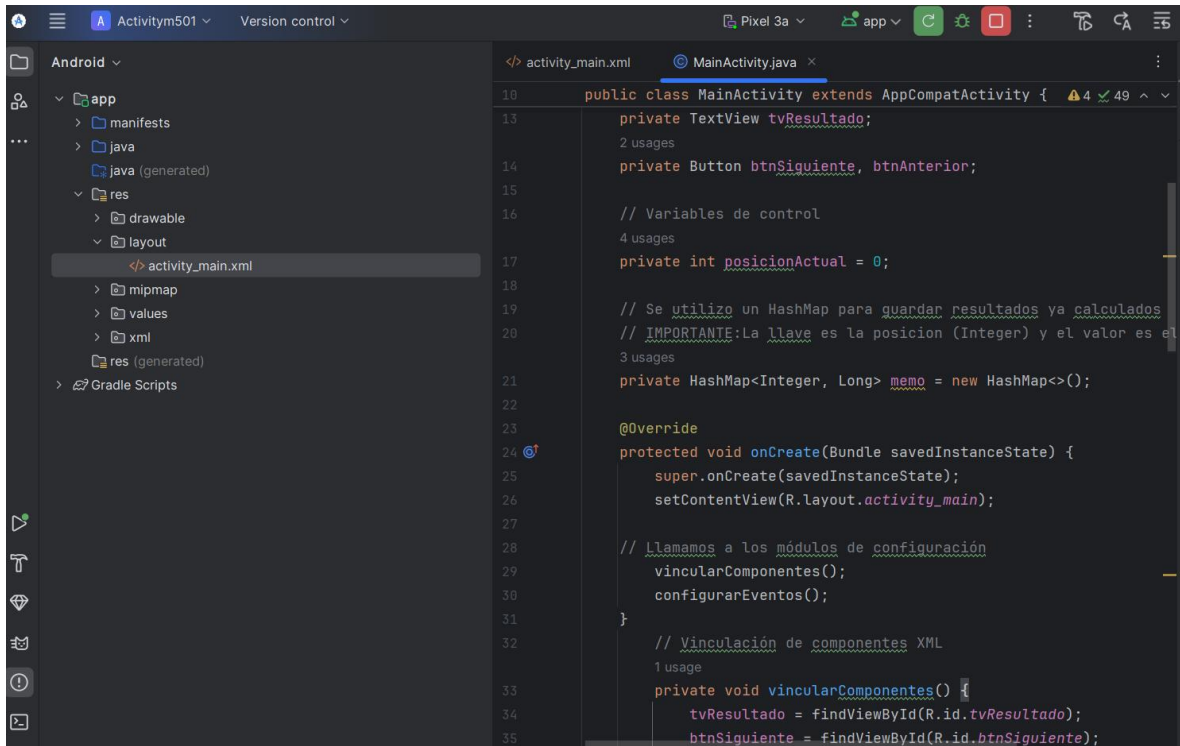 A Activitym501 Version control Pixel 3a app
Android
app
manifests
java
java (generated)
res
drawable
layout
activity_main.xml
mipmap
values
xml
res (generated)
Gradle Scripts
activity_main.xml MainActivity.java
10 public class MainActivity extends AppCompatActivity { 4 49
13 private TextView tvResultado;
2 usages
14 private Button btnSiguiente, btnAnterior;
15
16 // Variables de control
4 usages
17 private int posicionActual = 0;
18
19 // Se utilizo un HashMap para guardar resultados ya calculados
20 // IMPORTANTE:La llave es la posicion (Integer) y el valor es el
3 usages
21 private HashMap<Integer, Long> memo = new HashMap<>();
22
23 @Override
24 protected void onCreate(Bundle savedInstanceState) {
25 super.onCreate(savedInstanceState);
26 setContentView(R.layout.activity_main);
27
28 // Llamamos a los módulos de configuración
29 vincularComponentes();
30 configurarEventos();
31 }
32 // Vinculación de componentes XML
1 usage
33 private void vincularComponentes() {
34 tvResultado = findViewById(R.id.tvResultado);
35 btnSiguiente = findViewById(R.id.btnSiguiente);